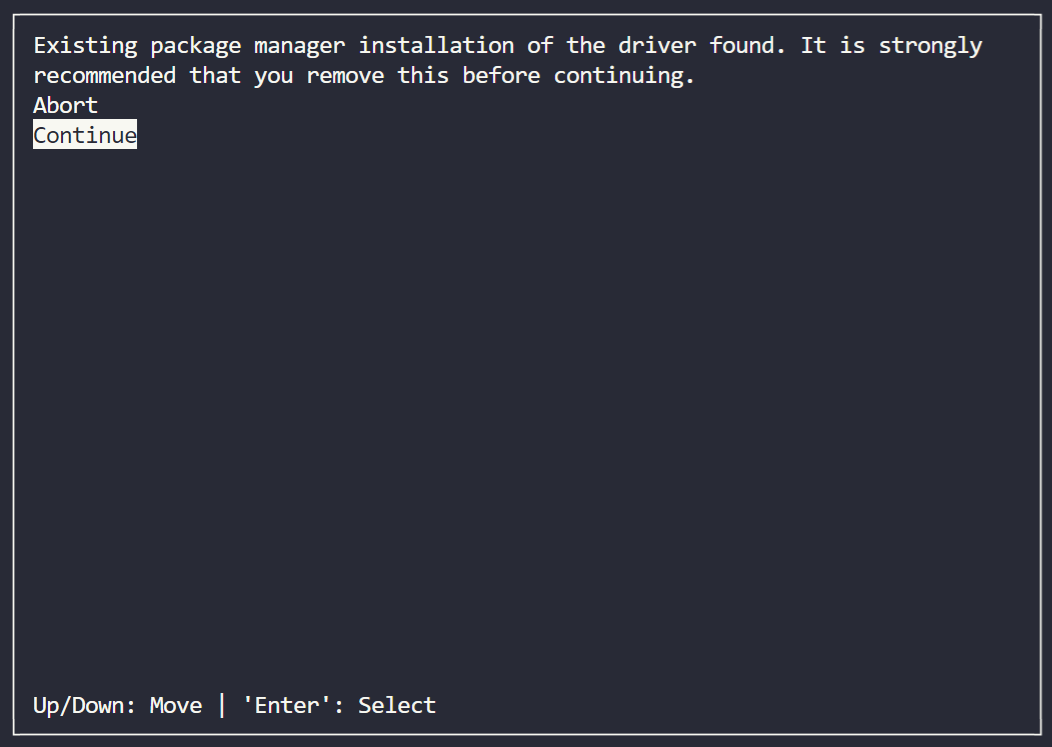 Existing package manager installation of the driver found. It is strongly
recommended that you remove this before continuing.
Abort
Continue
Up/Down: Move | 'Enter': Select